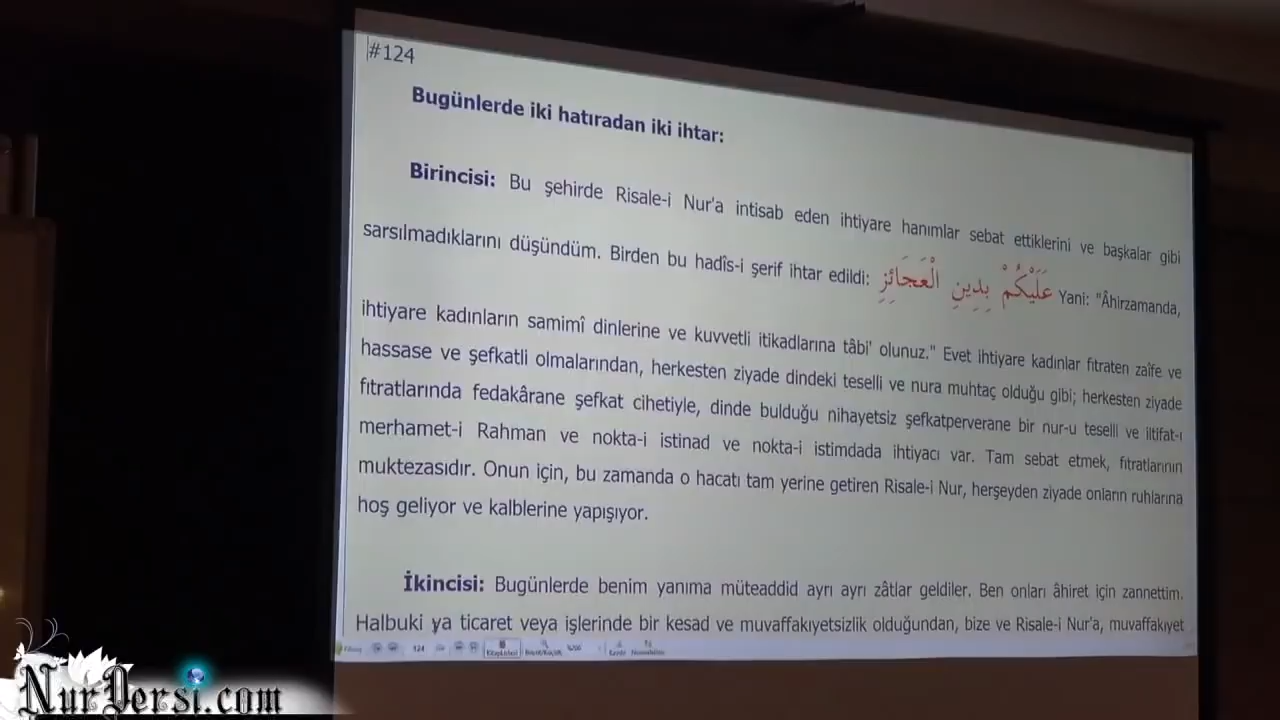 #124
Bugünlerde iki hatıradan iki ihtar:
Birincisi: Bu şehirde Risale-i Nur'a intisab eden ihtiyare hanımlar sebat ettiklerini ve başkalar gibi
sarsılmadıklarını düşündüm. Birden bu hadîs-i şerif ihtar edildi: عَلَيْكُمْ بِدِينِ الْعَجَائِزِ Yani: "Âhirzamanda,
ihtiyare kadınların samimî dinlerine ve kuvvetli itikadlarına tâbi' olunuz." Evet ihtiyare kadınlar fıtraten zaîfe ve
hassase ve şefkatli olmalarından, herkesten ziyade dindeki teselli ve nura muhtaç olduğu gibi; herkesten ziyade
fıtratlarında fedakârane şefkat cihetiyle, dinde bulduğu nihayetsiz şefkatperverane bir nur-u teselli ve iltifat-ı
merhamet-i Rahman ve nokta-i istinad ve nokta-i istimdada ihtiyacı var. Tam sebat etmek, fıtratlarının
muktezasıdır. Onun için, bu zamanda o hacatı tam yerine getiren Risale-i Nur, herşeyden ziyade onların ruhlarına
hoş geliyor ve kalblerine yapışıyor.
İkincisi: Bugünlerde benim yanıma müteaddid ayrı ayrı zâtlar geldiler. Ben onları âhiret için zannettim.
Halbuki ya ticaret veya işlerinde bir kesad ve muvaffakıyetsizlik olduğundan, bize ve Risale-i Nur'a, muvaffakıyet
124
NurDersi.com